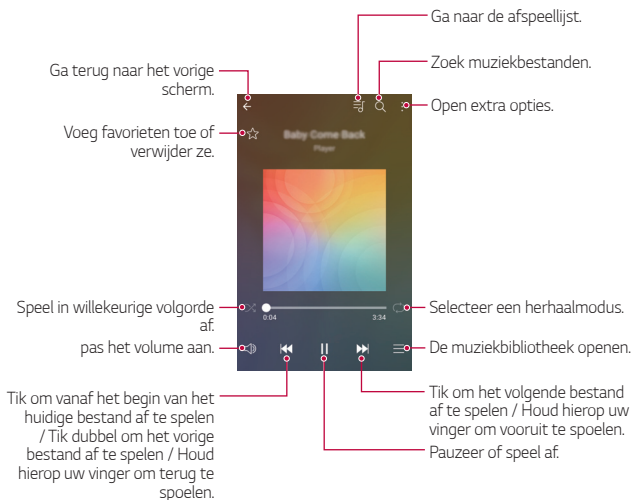 Ga naar de afspeellijst.
Zoek muziekbestanden.
Ga terug naar het vorige
scherm.
Open extra opties.
Voeg favorieten toe of
verwijder ze.
Baby Come Back
Player
Speel in willekeurige volgorde
af.
0:04
3:34
Selecteer een herhaalmodus.
pas het volume aan.
De muziekbibliotheek openen.
Tik om vanaf het begin van het
huidige bestand af te spelen
/ Tik dubbel om het vorige
bestand af te spelen / Houd
hierop uw vinger om terug te
spoelen.
Tik om het volgende bestand
af te spelen / Houd hierop uw
vinger om vooruit te spoelen.
Pauzeer of speel af.